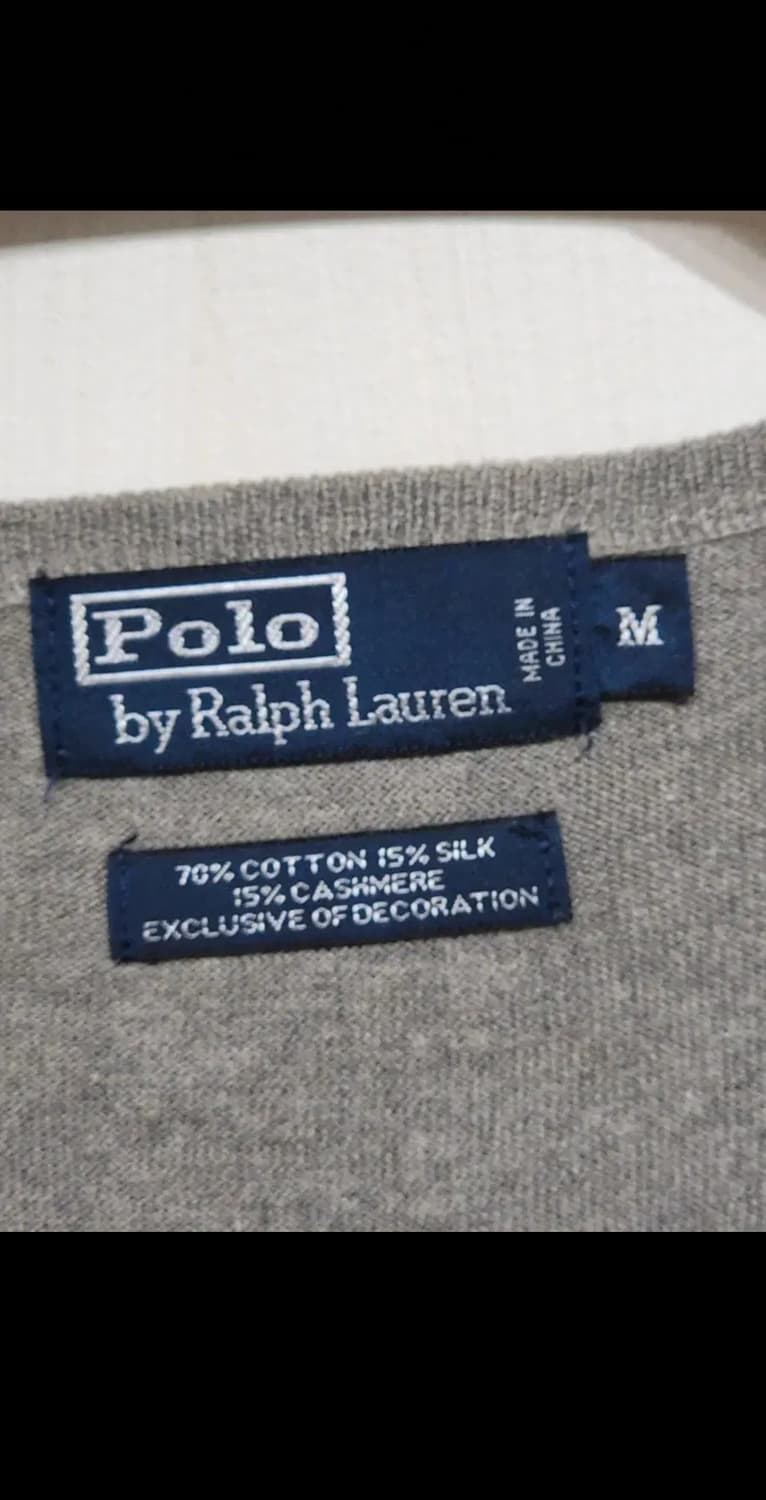 Polo
by Ralph Lauren
MADE IN
CHINA
M
70% COTTON 15% SILK
15% CASHMERE
EXCLUSIVE OF DECORATION